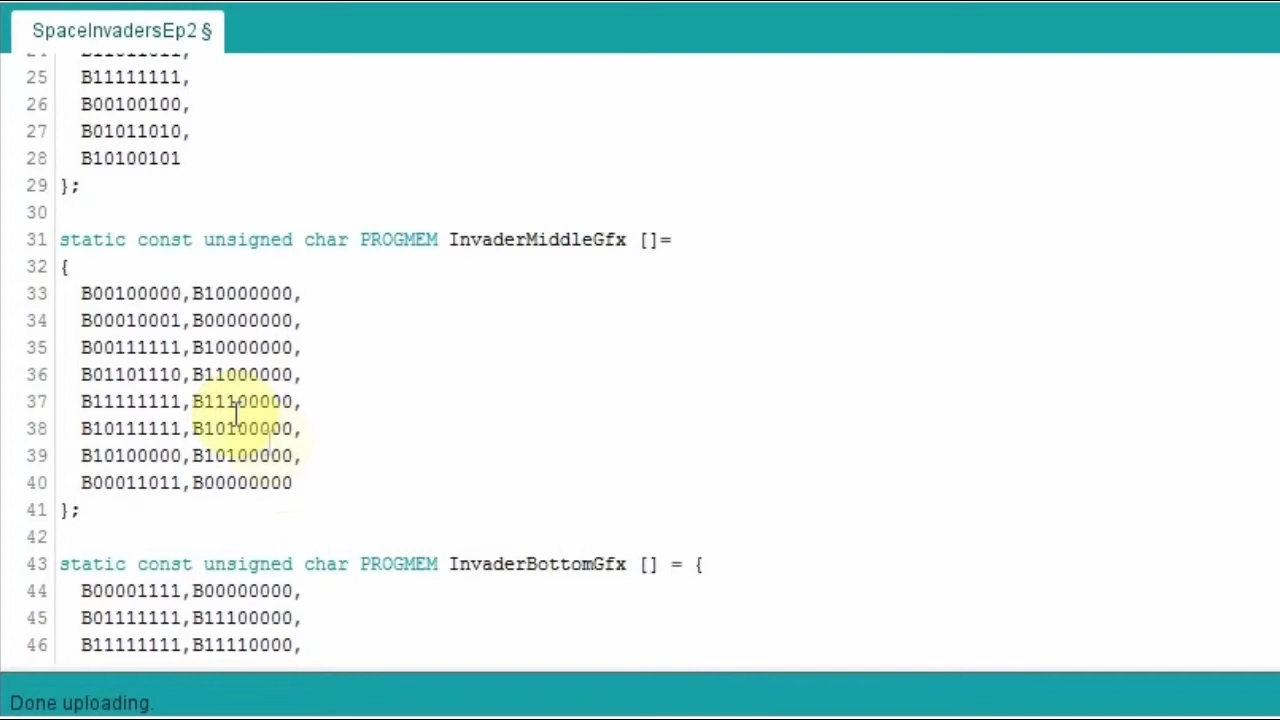 SpaceInvadersEp2 §
25 B11111111,
26 B00100100,
27 B01011010,
28 B10100101
29 };
30
31 static const unsigned char PROGMEM InvaderMiddleGfx []=
32 {
33 B00100000,B10000000,
34 B00010001,B00000000,
35 B00111111,B10000000,
36 B01101110,B11000000,
37 B11111111,B11100000,
38 B10111111,B10100000,
39 B10100000,B10100000,
40 B00011011,B00000000
41 };
42
43 static const unsigned char PROGMEM InvaderBottomGfx [] = {
44 B00001111,B00000000,
45 B01111111,B11100000,
46 B11111111,B11110000,
Done uploading.